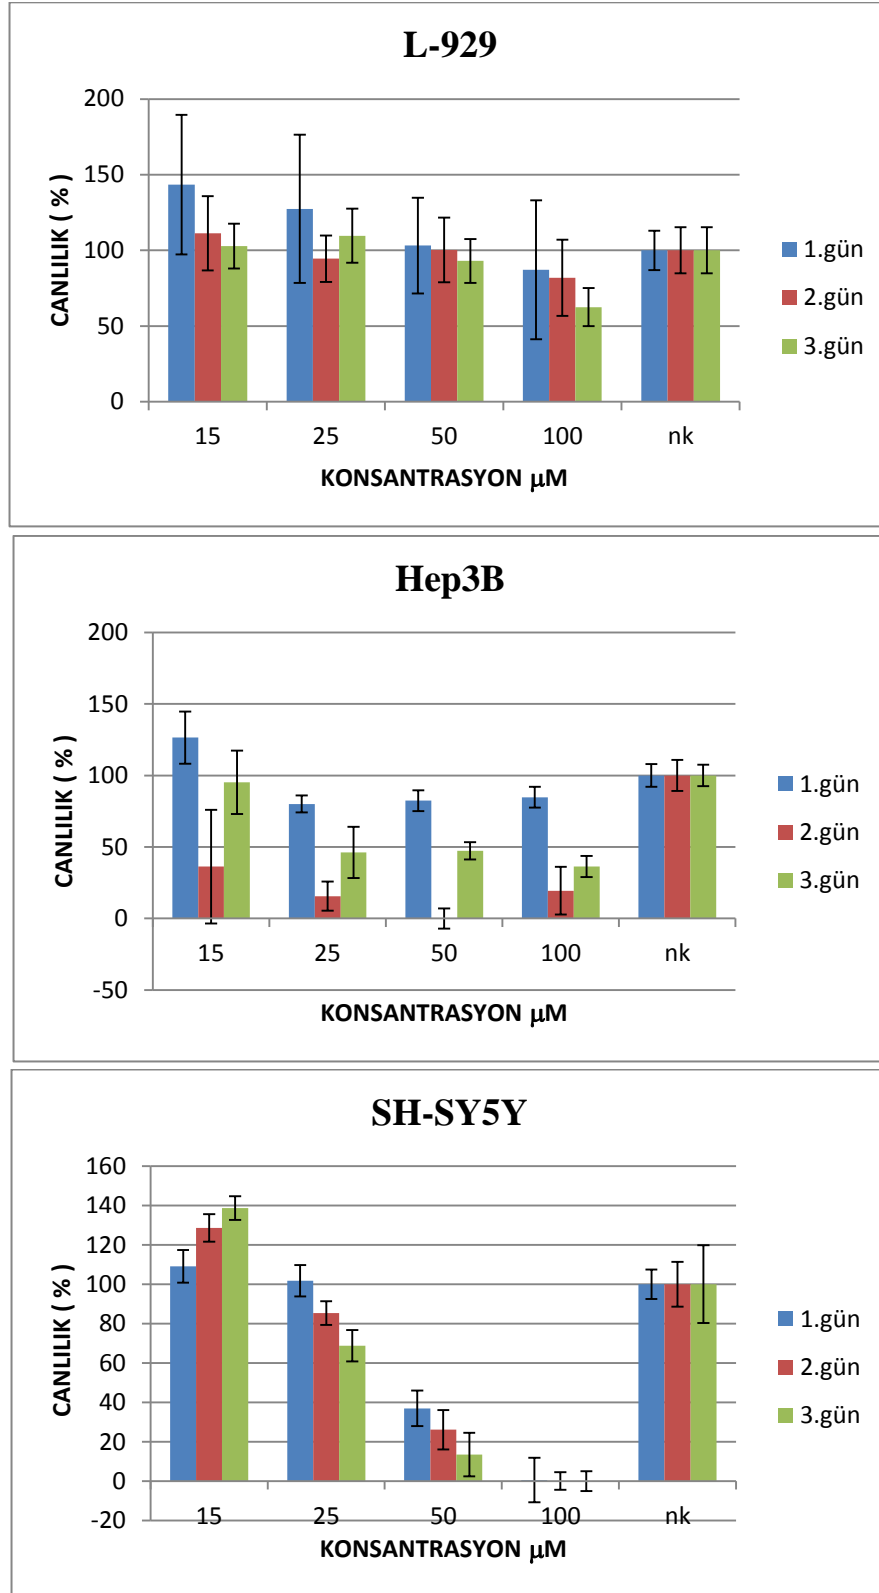 L-929
200
150
100
50
0
CANLILIK ( % )
15 25 50 100 nk
KONSANTRASYON µM
1.gün
2.gün
3.gün
Hep3B
200
150
100
50
0
-50
CANLILIK ( % )
15 25 50 100 nk
KONSANTRASYON µM
1.gün
2.gün
3.gün
SH-SY5Y
160
140
120
100
80
60
40
20
0
-20
CANLILIK ( % )
15 25 50 100 nk
KONSANTRASYON µM
1.gün
2.gün
3.gün